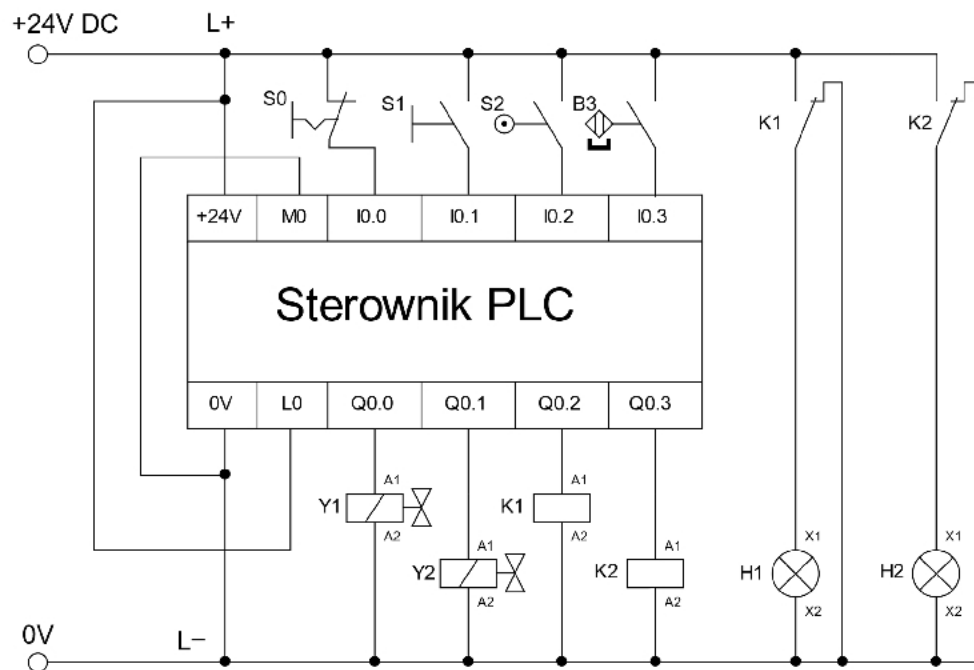 +24V DC L+
S0 S1 S2 B3 K1 K2
+24V M0 I0.0 I0.1 I0.2 I0.3
Sterownik PLC
0V L0 Q0.0 Q0.1 Q0.2 Q0.3
A1 A1
Y1 K1
A2 A2
A1 A1 X1 X1
Y2 K2 H1 H2
A2 A2 X2 X2
0V L–